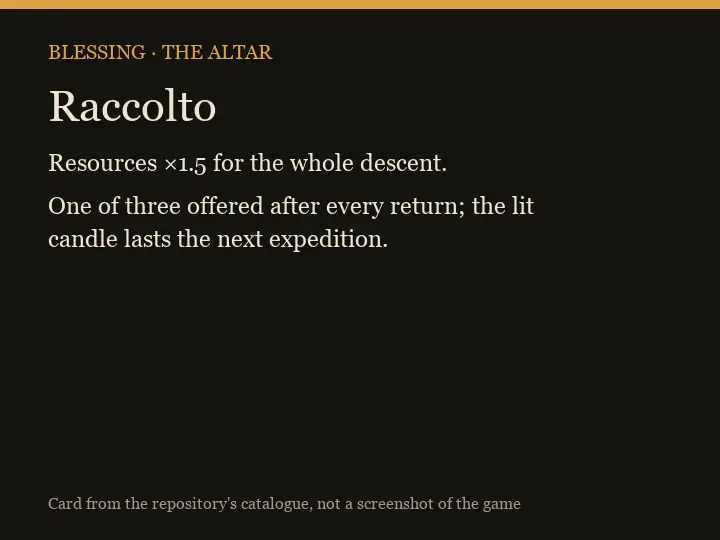 BLESSING · THE ALTAR
Raccolto
Resources ×1.5 for the whole descent.
One of three offered after every return; the lit
candle lasts the next expedition.
Card from the repository's catalogue, not a screenshot of the game